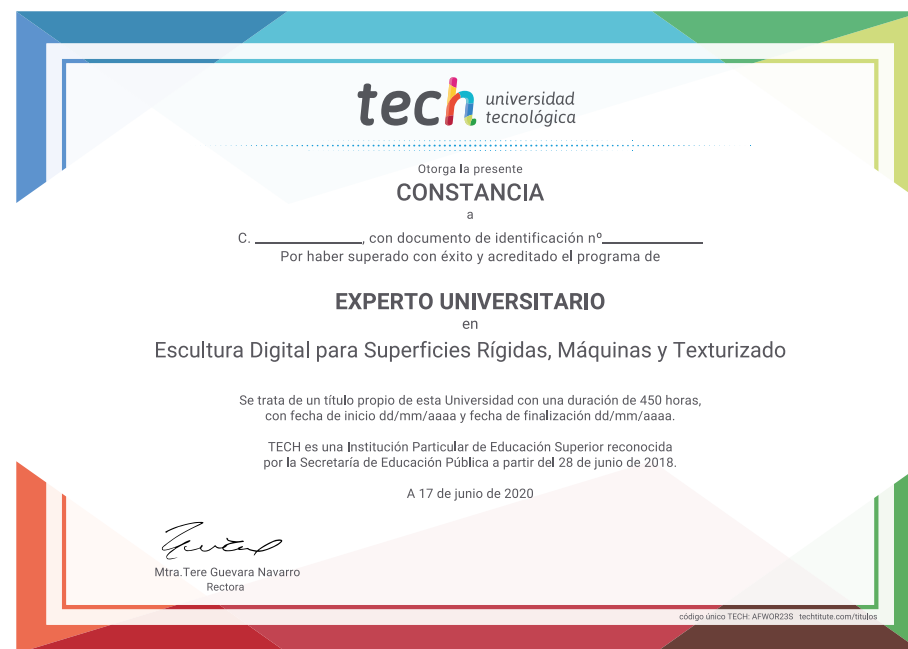 tech universidad
tecnológica
Otorga la presente
CONSTANCIA
a
C. ____________, con documento de identificación nº____________
Por haber superado con éxito y acreditado el programa de
EXPERTO UNIVERSITARIO
en
Escultura Digital para Superficies Rígidas, Máquinas y Texturizado
Se trata de un título propio de esta Universidad con una duración de 450 horas,
con fecha de inicio dd/mm/aaaa y fecha de finalización dd/mm/aaaa.
TECH es una Institución Particular de Educación Superior reconocida
por la Secretaría de Educación Pública a partir del 28 de junio de 2018.
A 17 de junio de 2020
Mtra.Tere Guevara Navarro
Rectora
código único TECH: AFWOR23S techtitute.com/titulos